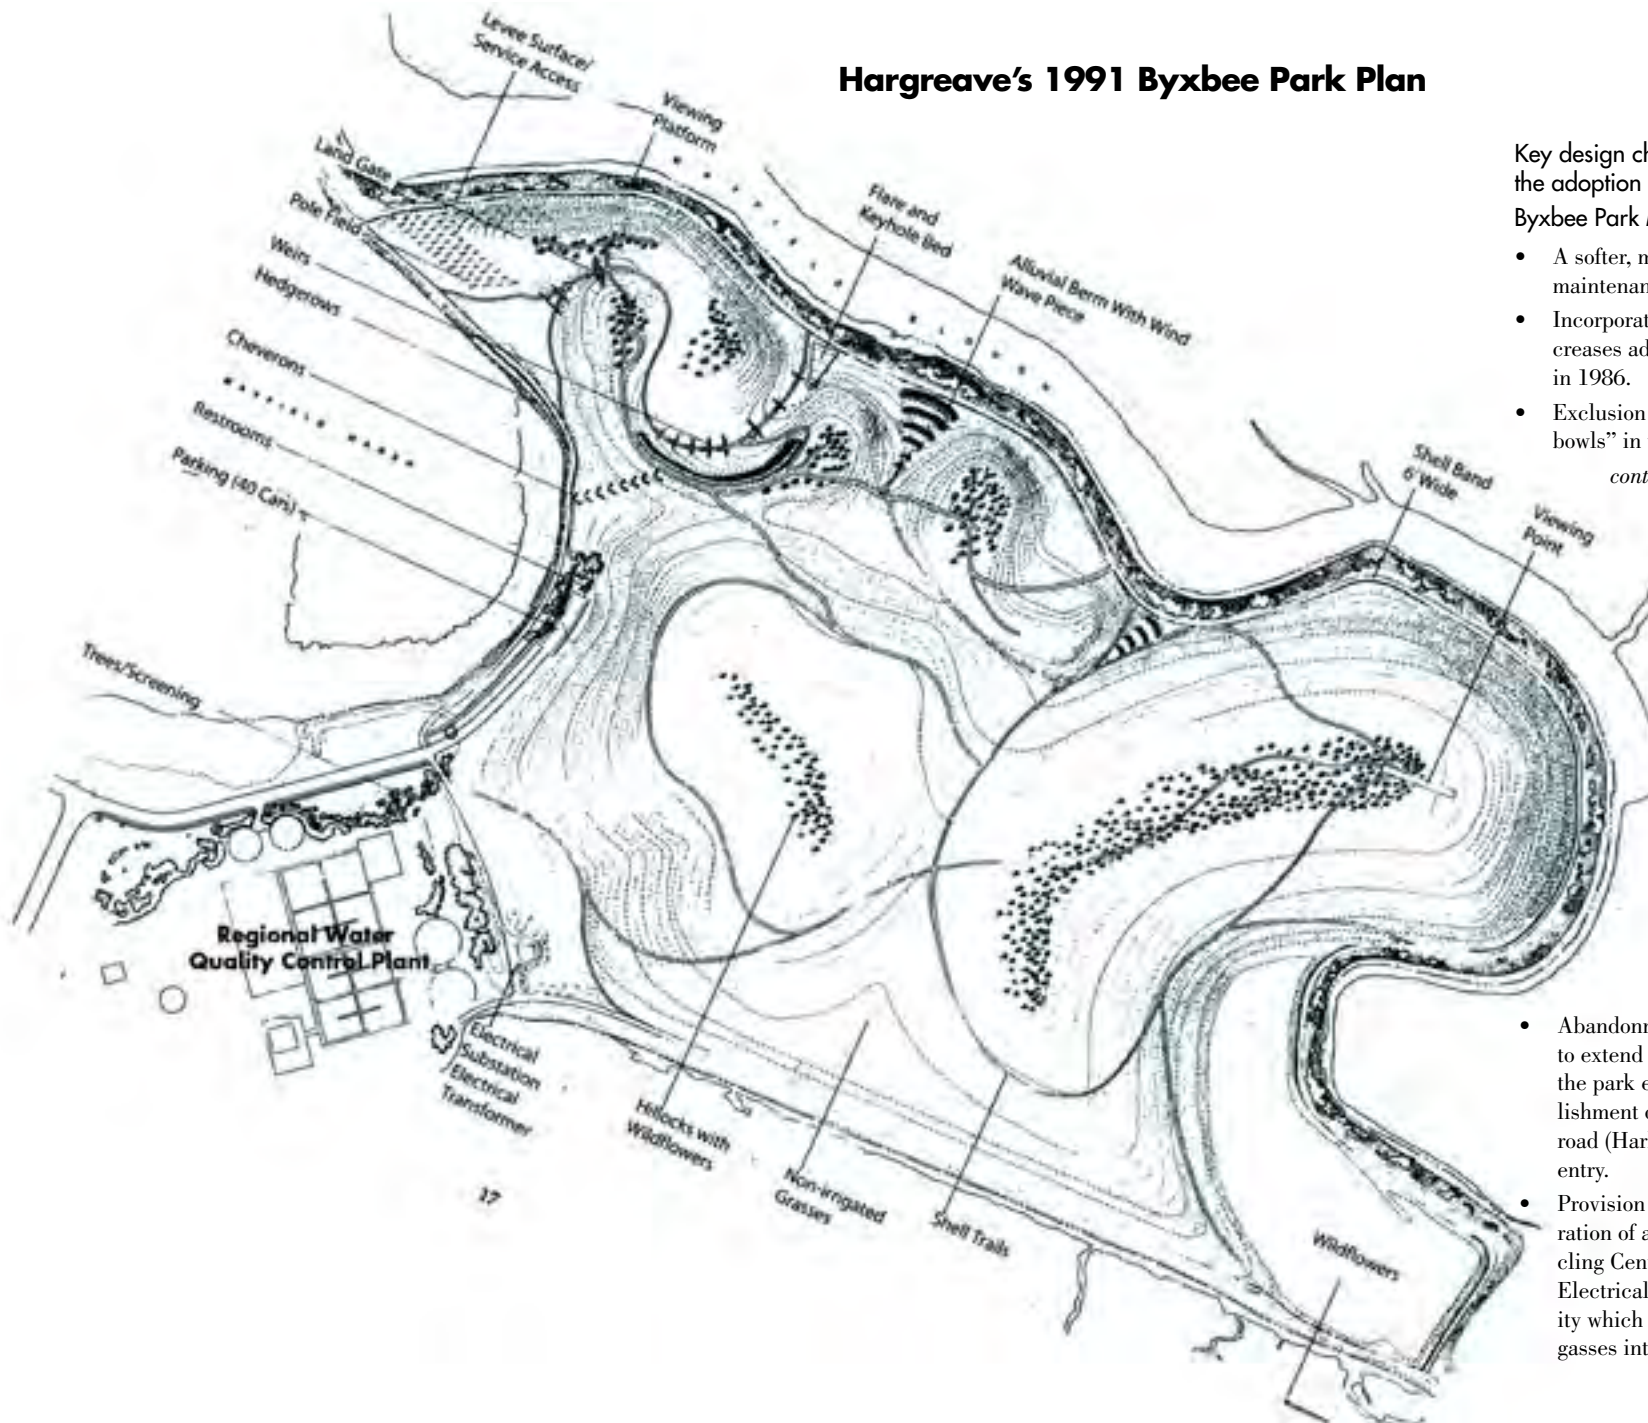 Hargreave's 1991 Byxbee Park Plan
Levee Surface/
Service Access
Viewing
Platform
Land Gate
Pole Field
Weirs
Hedgerows
Cheverons
Restrooms
Parking (40 Cars)
Trees/Screening
Flare and
Keyhole Bed
Alluvial Berm With Wind
Wave Piece
Shell Band
6' Wide
Viewing
Point
Regional Water
Quality Control Plant
Electrical
Substation
Electrical
Transformer
Hillocks with
Wildflowers
Non-irrigated
Grasses
Shell Trails
Wildflowers
17
Key design ch
the adoption
Byxbee Park
• A softer, m
maintenan
• Incorporat
creases ad
in 1986.
• Exclusion
bowls” in
cont
• Abandonn
to extend
the park e
lishment
road (Har
entry.
• Provision
ration of a
cling Cen
Electrical
ity which
gasses int